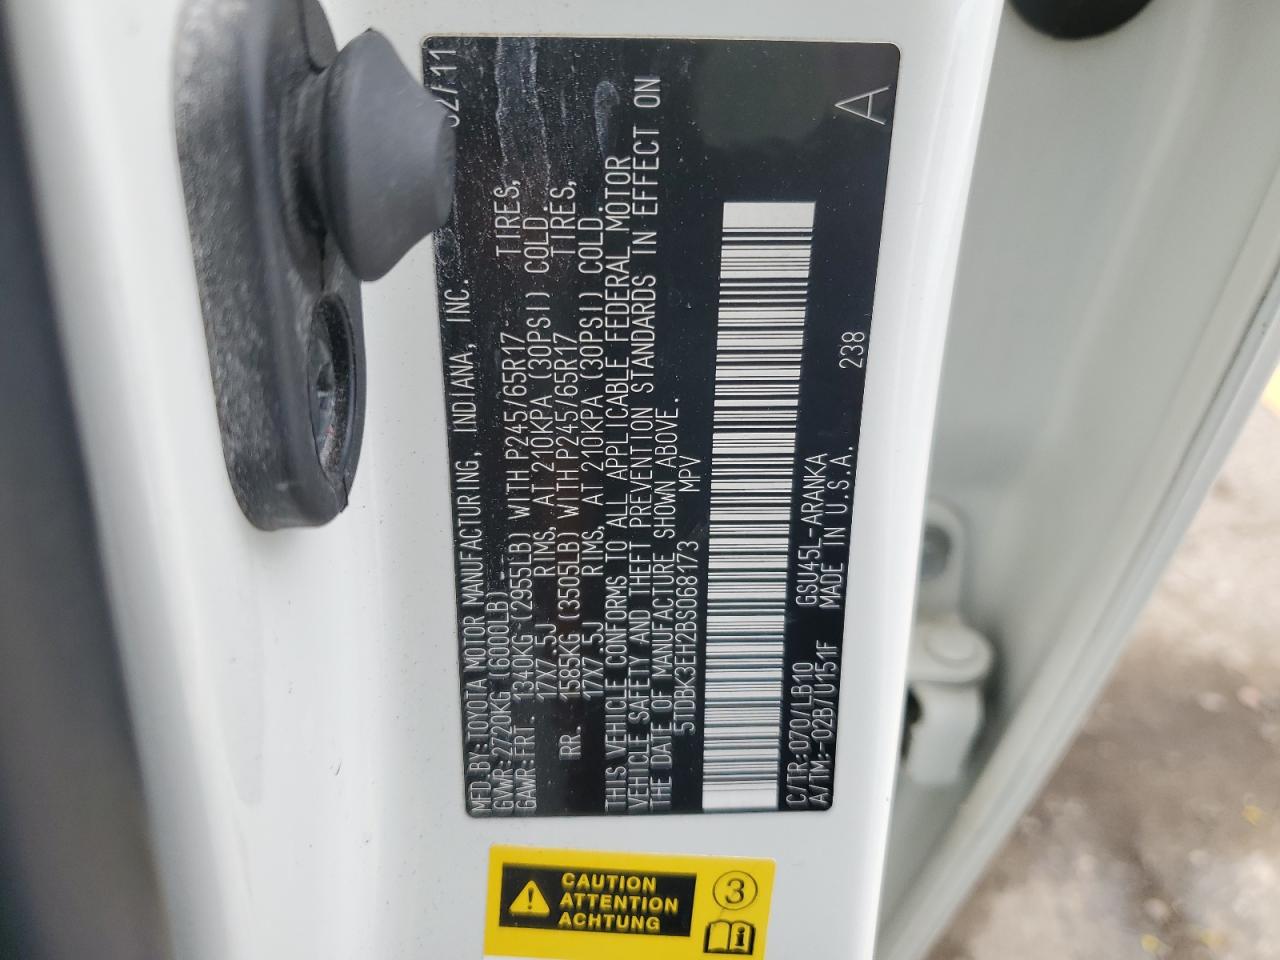 MFD BY: TOYOTA MOTOR MANUFACTURING, INDIANA, INC. 02/11
GVWR: 2720KG (6000LB)
GAWR: FRT 1340KG (2955LB) WITH P245/65R17 TIRES,
17X7.5J RIMS, AT 210KPA (30PSI) COLD
RR. 1585KG (3505LB) WITH P245/65R17 TIRES,
17X7.5J RIMS, AT 210KPA (30PSI) COLD.
THIS VEHICLE CONFORMS TO ALL APPLICABLE FEDERAL MOTOR
VEHICLE SAFETY AND THEFT PREVENTION STANDARDS IN EFFECT ON
THE DATE OF MANUFACTURE SHOWN ABOVE.
5TDBK3EH2BS068173 MPV
C/TR: 070/LB10 GSU45L-ARANKA 238 A
A/TM: -02B/U151F MADE IN U.S.A.
CAUTION
ATTENTION
ACHTUNG
3
i